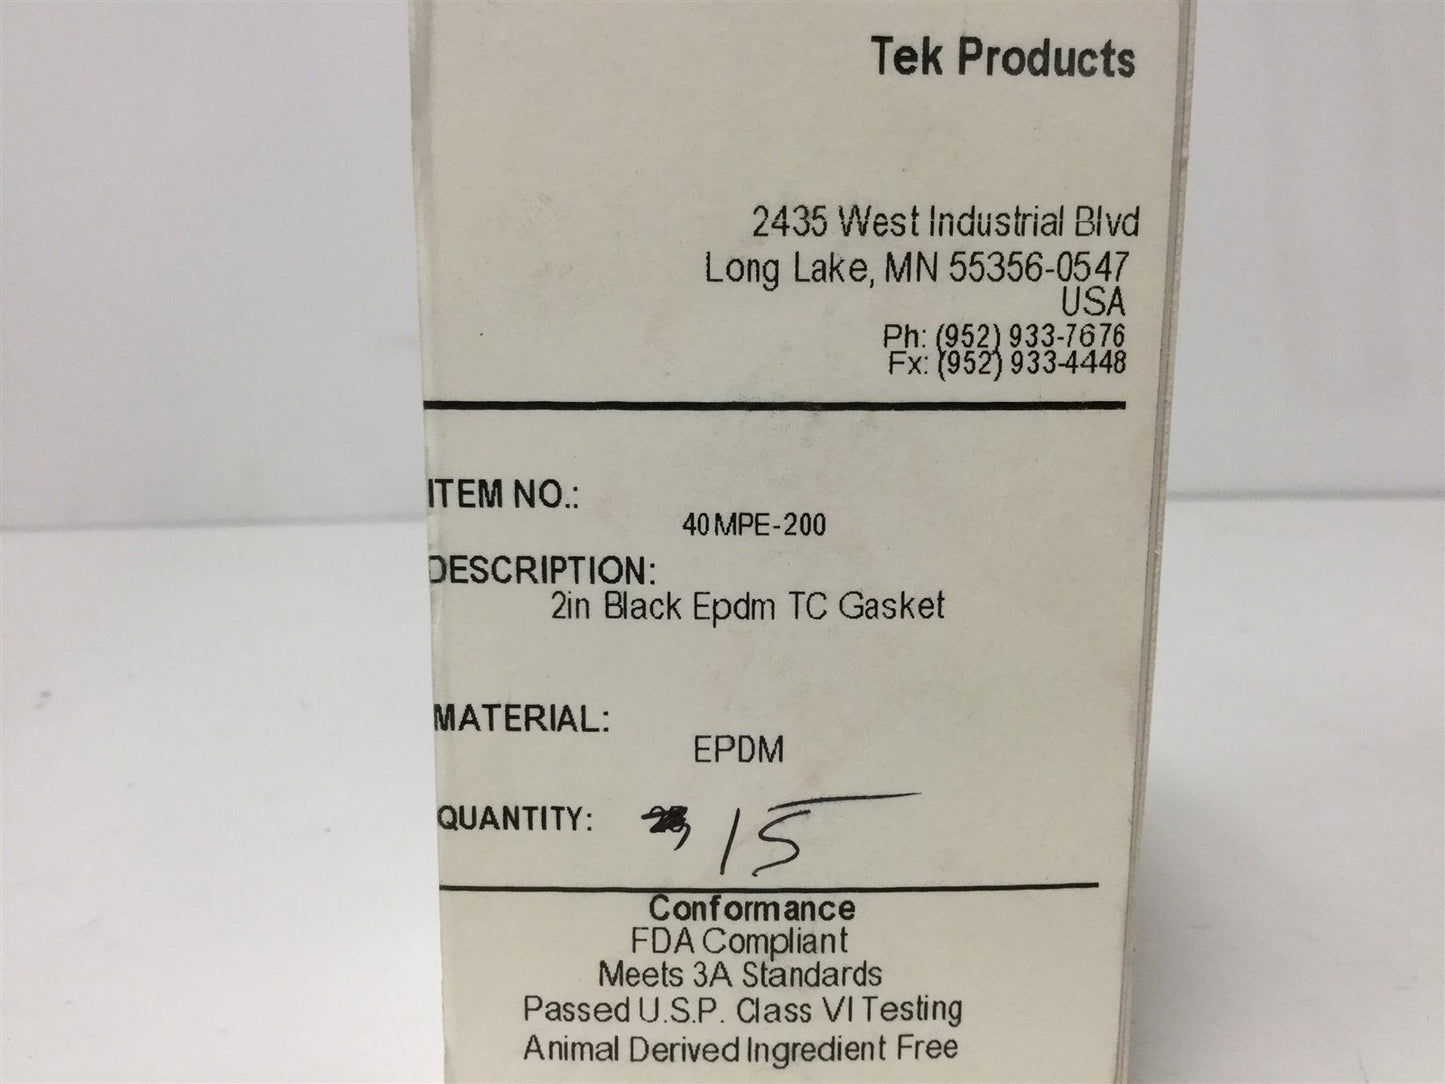 Tek Products
2435 West Industrial Blvd
Long Lake, MN 55356-0547
USA
Ph: (952) 933-7676
Fx: (952) 933-4448
ITEM NO.:
40MPE-200
DESCRIPTION:
2in Black Epdm TC Gasket
MATERIAL:
EPDM
QUANTITY: 15
Conformance
FDA Compliant
Meets 3A Standards
Passed U.S.P. Class VI Testing
Animal Derived Ingredient Free